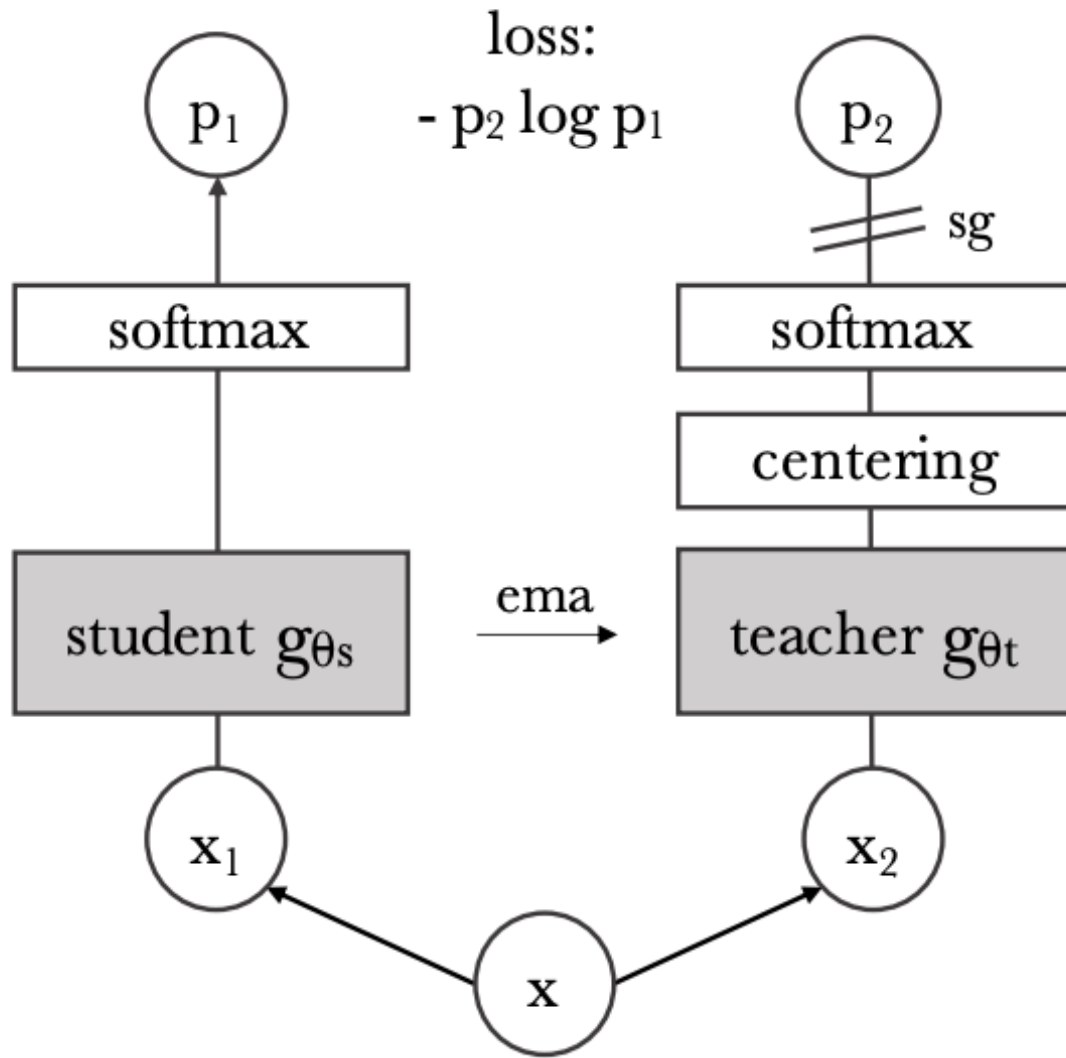 loss:
p₁ - p₂ log p₁ p₂
sg
softmax softmax
centering
student gθs ema teacher gθt
x₁ x₂
x